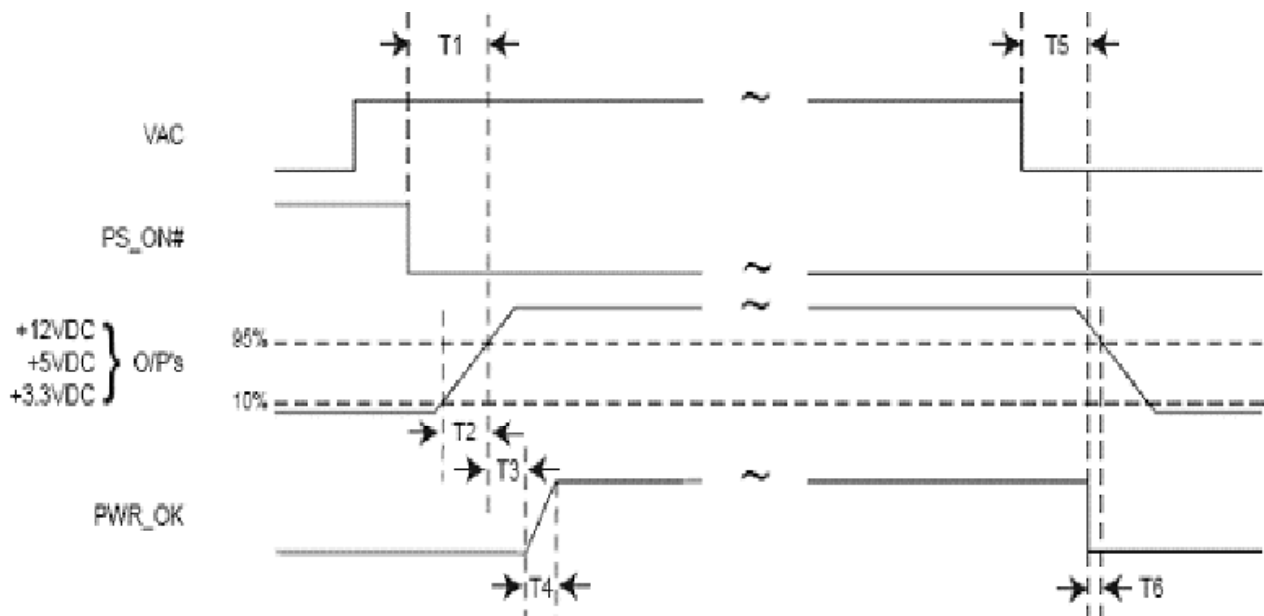 T1
T5
~
VAC
PS_ON#
~
~
+12VDC
+5VDC
+3.3VDC
} O/P's
95%
10%
T2
T3
~
PWR_OK
T4
T6